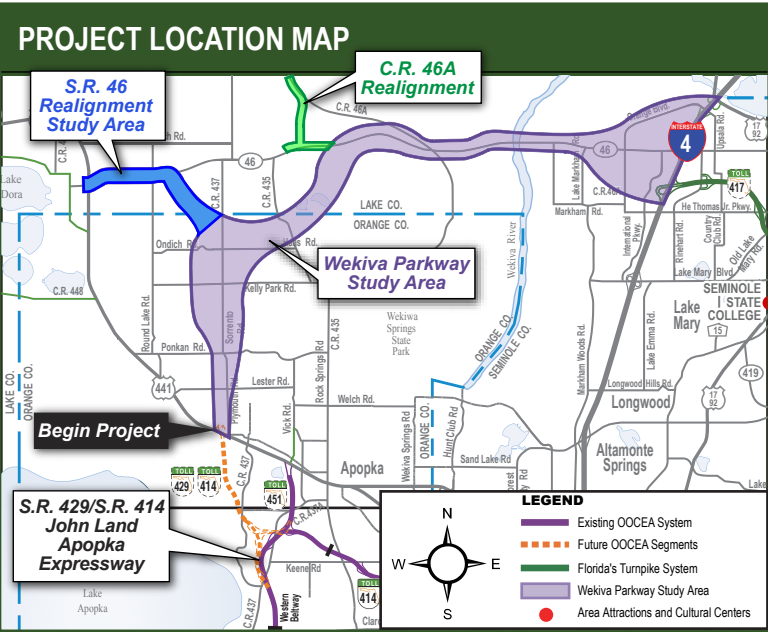 PROJECT LOCATION MAP
S.R. 46
Realignment
Study Area
C.R. 46A
Realignment
C.R. 46A
Orange Blvd.
INTERSTATE
4
Upsala Rd.
17
92
46
46
C.R. 437
C.R. 435
Lake Markham Rd.
C.R. 46A
TOLL
417
Lake
Dora
LAKE CO.
ORANGE CO.
Markham Rd.
He Thomas Jr. Pkwy.
International
Pkwy.
Rinehart Rd.
Country
Club Rd.
Old Lake
Mary Rd.
Ondich Rd.
Wekiva Parkway
Study Area
Wekiva River
Lake Mary Blvd.
C.R. 448
Kelly Park Rd.
SEMINOLE
STATE
COLLEGE
Round Lake Rd.
Sorrento
C.R. 435
Wekiwa
Springs
State
Park
ORANGE CO.
SEMINOLE CO.
Lake
Mary
15
Lake Emma Rd.
Markham Woods Rd.
Ponkan Rd.
Rock Springs Rd.
LAKE CO.
ORANGE CO.
441
Lester Rd.
Plymouth
Vick Rd.
Welch Rd.
Longwood Hills Rd.
Longwood
17
92
419
Begin Project
Wekiva Springs Rd
ORANGE CO.
Hunt Club Rd
Sand Lake Rd
Altamonte
Springs
Apopka
C.R. 437
TOLL
429
TOLL
414
TOLL
451
S.R. 429/S.R. 414
John Land
Apopka
Expressway
C.R. 437A
Keene Rd
TOLL
414
Lake
Apopka
C.R. 437
Western
Beltway
Lake
N
W
E
S
LEGEND
Existing OOCEA System
Future OOCEA Segments
Florida's Turnpike System
Wekiva Parkway Study Area
Area Attractions and Cultural Centers